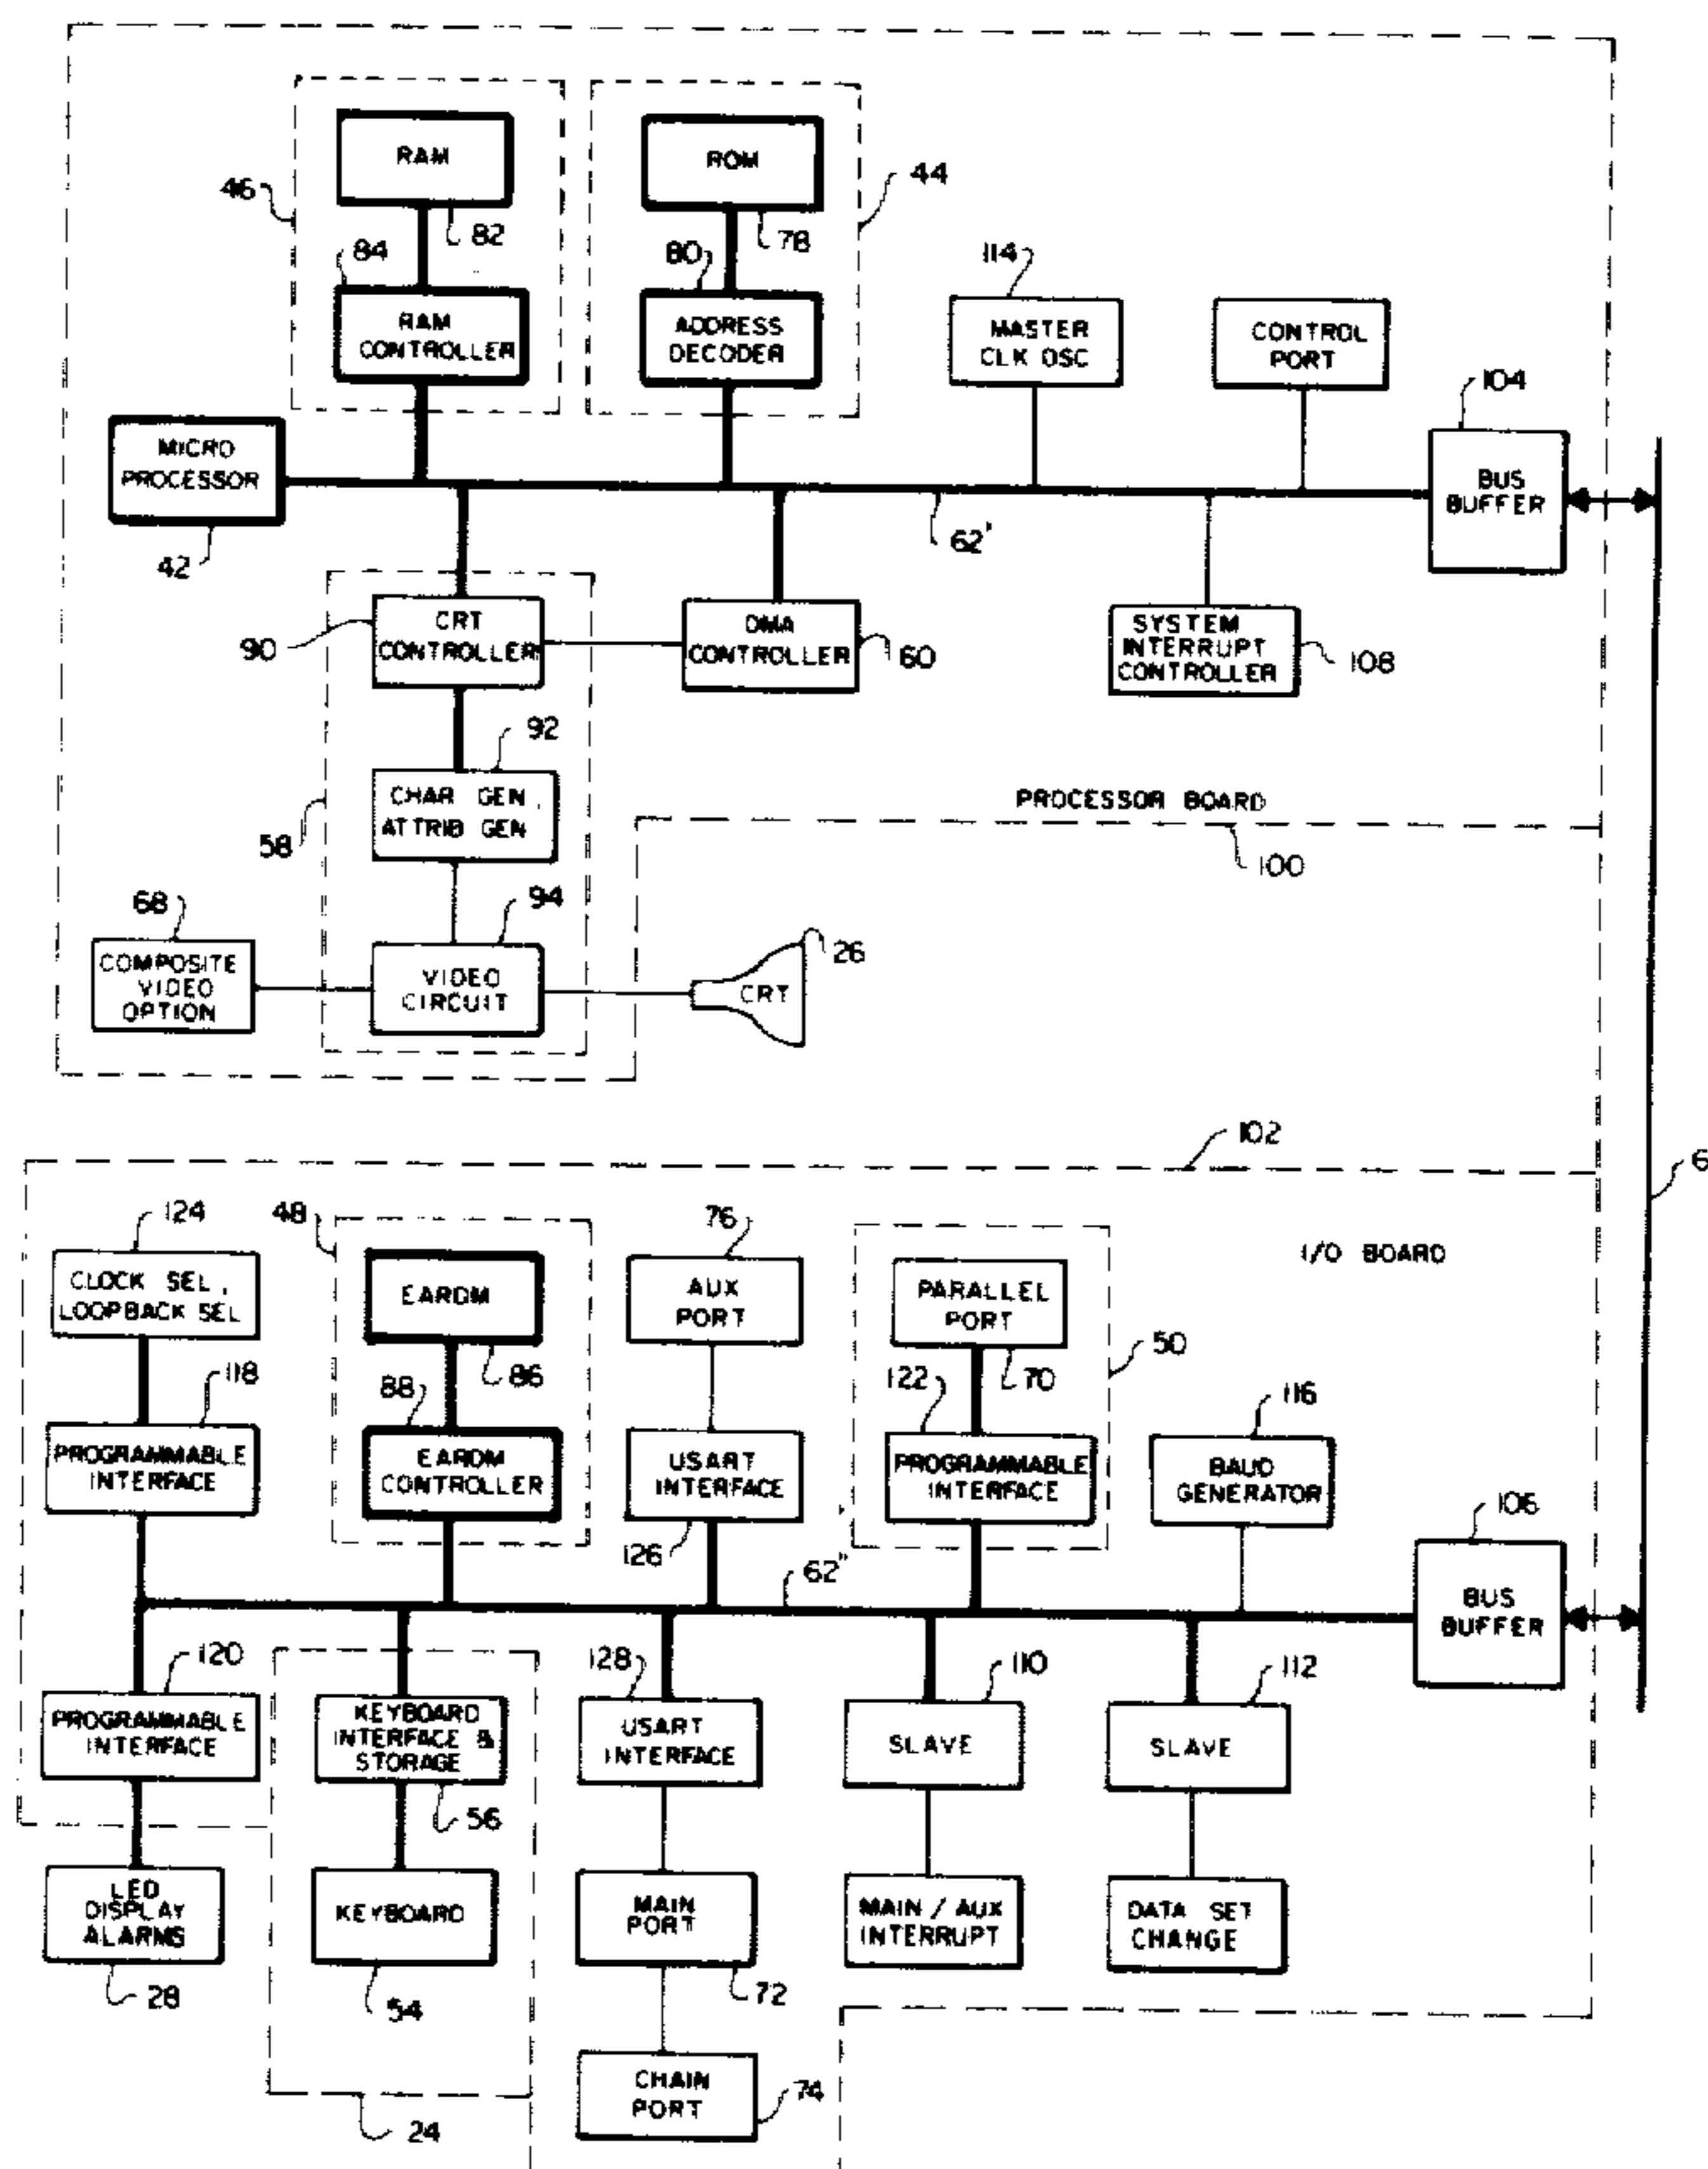 RAM
ROM
46
44
82
78
84
80
114
RAM
CONTROLLER
ADDRESS
DECODER
MASTER
CLK OSC
CONTROL
PORT
104
MICRO
PROCESSOR
BUS
BUFFER
42
62'
CRT
CONTROLLER
DMA
CONTROLLER
SYSTEM
INTERRUPT
CONTROLLER
90
60
108
92
CHAR GEN,
ATTRIB GEN
PROCESSOR BOARD
58
100
68
94
26
COMPOSITE
VIDEO
OPTION
VIDEO
CIRCUIT
CRT
102
6
124
48
76
I/O BOARD
CLOCK SEL,
LOOPBACK SEL
EAROM
AUX
PORT
PARALLEL
PORT
50
118
88
86
122
70
116
PROGRAMMABLE
INTERFACE
EAROM
CONTROLLER
USART
INTERFACE
PROGRAMMABLE
INTERFACE
BAUD
GENERATOR
106
126
62"
BUS
BUFFER
120
128
110
112
PROGRAMMABLE
INTERFACE
KEYBOARD
INTERFACE &
STORAGE
USART
INTERFACE
SLAVE
SLAVE
56
LED
DISPLAY
ALARMS
KEYBOARD
MAIN
PORT
MAIN / AUX
INTERRUPT
DATA SET
CHANGE
28
54
72
CHAIN
PORT
74
24